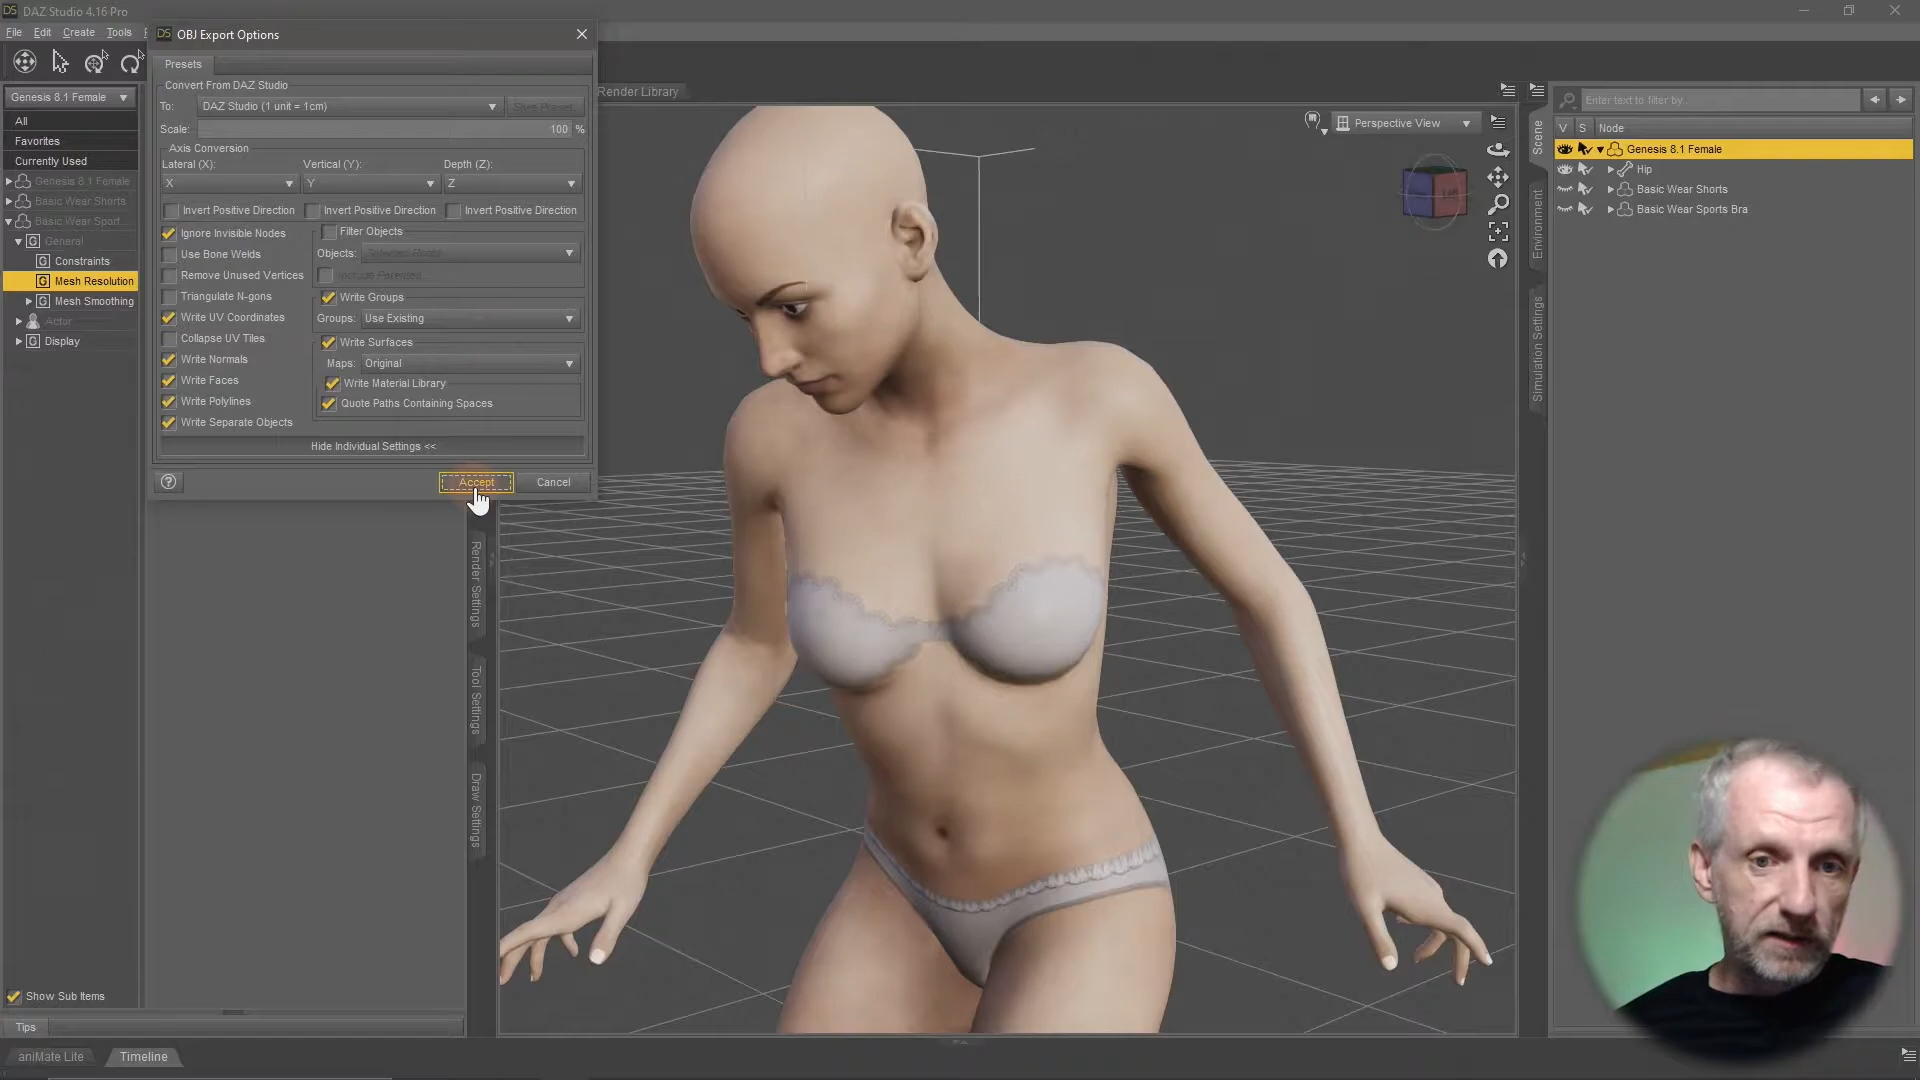 DAZ Studio 4.16 Pro
File Edit Create Tools
OBJ Export Options
Presets
Convert From DAZ Studio
To: DAZ Studio (1 unit = 1cm)
Save Preset...
Scale: 100 %
Axis Conversion
Lateral (X): Vertical (Y): Depth (Z):
X Y Z
Invert Positive Direction Invert Positive Direction Invert Positive Direction
Ignore Invisible Nodes
Use Bone Welds
Remove Unused Vertices
Triangulate N-gons
Write UV Coordinates
Collapse UV Tiles
Write Normals
Write Faces
Write Polylines
Write Separate Objects
Filter Objects
Objects: Selected Roots
Include Parented...
Write Groups
Groups: Use Existing
Write Surfaces
Maps: Original
Write Material Library
Quote Paths Containing Spaces
Hide Individual Settings <<
Accept Cancel
Genesis 8.1 Female
All
Favorites
Currently Used
Genesis 8.1 Female
Basic Wear Shorts
Basic Wear Sport...
General
Constraints
Mesh Resolution
Mesh Smoothing
Actor
Display
Show Sub Items
Tips
aniMate Lite Timeline
Render Settings
Tool Settings
Draw Settings
Render Library
Perspective View
Scene
Environment
Simulation Settings
Enter text to filter by...
V S Node
Genesis 8.1 Female
Hip
Basic Wear Shorts
Basic Wear Sports Bra